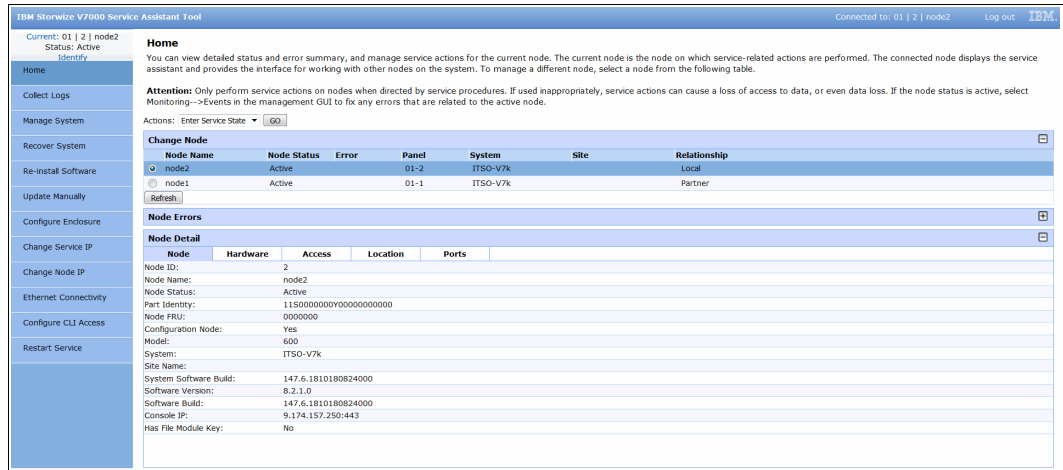 IBM Storwize V7000 Service Assistant Tool
Connected to: 01 | 2 | node2
Log out
IBM.
Current: 01 | 2 | node2
Status: Active
Identify
Home
Collect Logs
Manage System
Recover System
Re-install Software
Update Manually
Configure Enclosure
Change Service IP
Change Node IP
Ethernet Connectivity
Configure CLI Access
Restart Service
Home
You can view detailed status and error summary, and manage service actions for the current node. The current node is the node on which service-related actions are performed. The connected node displays the service
assistant and provides the interface for working with other nodes on the system. To manage a different node, select a node from the following table.
Attention: Only perform service actions on nodes when directed by service procedures. If used inappropriately, service actions can cause a loss of access to data, or even data loss. If the node status is active, select
Monitoring-->Events in the management GUI to fix any errors that are related to the active node.
Actions: Enter Service State GO
Change Node
Node Name Node Status Error Panel System Site Relationship
node2 Active 01-2 ITSO-V7k Local
node1 Active 01-1 ITSO-V7k Partner
Refresh
Node Errors
Node Detail
Node Hardware Access Location Ports
Node ID: 2
Node Name: node2
Node Status: Active
Part Identity: 11S0000000Y00000000000
Node FRU: 0000000
Configuration Node: Yes
Model: 600
System: ITSO-V7k
Site Name:
System Software Build: 147.6.1810180824000
Software Version: 8.2.1.0
Software Build: 147.6.1810180824000
Console IP: 9.174.157.250:443
Has File Module Key: No